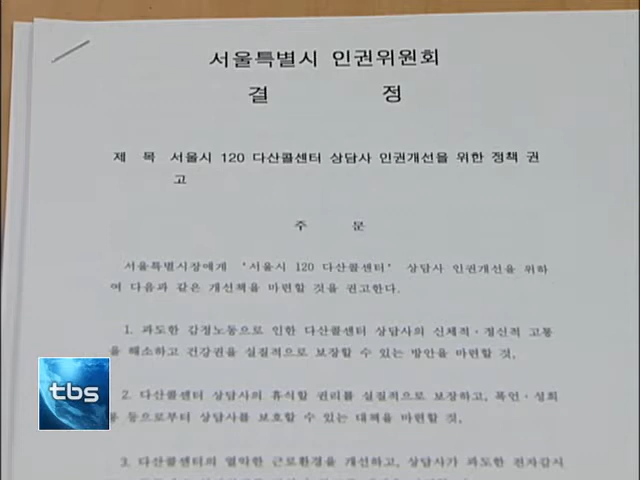 서울특별시 인권위원회
결 정
제 목 서울시 120 다산콜센터 상담사 인권개선을 위한 정책 권
고
주 문
서울특별시장에게 '서울시 120 다산콜센터' 상담사 인권개선을 위하
여 다음과 같은 개선책을 마련할 것을 권고한다.
1. 과도한 감정노동으로 인한 다산콜센터 상담사의 신체적·정신적 고통
을 해소하고 건강권을 실질적으로 보장할 수 있는 방안을 마련할 것,
2. 다산콜센터 상담사의 휴식할 권리를 실질적으로 보장하고, 폭언·성희
롱 등으로부터 상담사를 보호할 수 있는 대책을 마련할 것,
3. 다산콜센터의 열악한 근로환경을 개선하고, 상담사가 과도한 전자감시
tbs